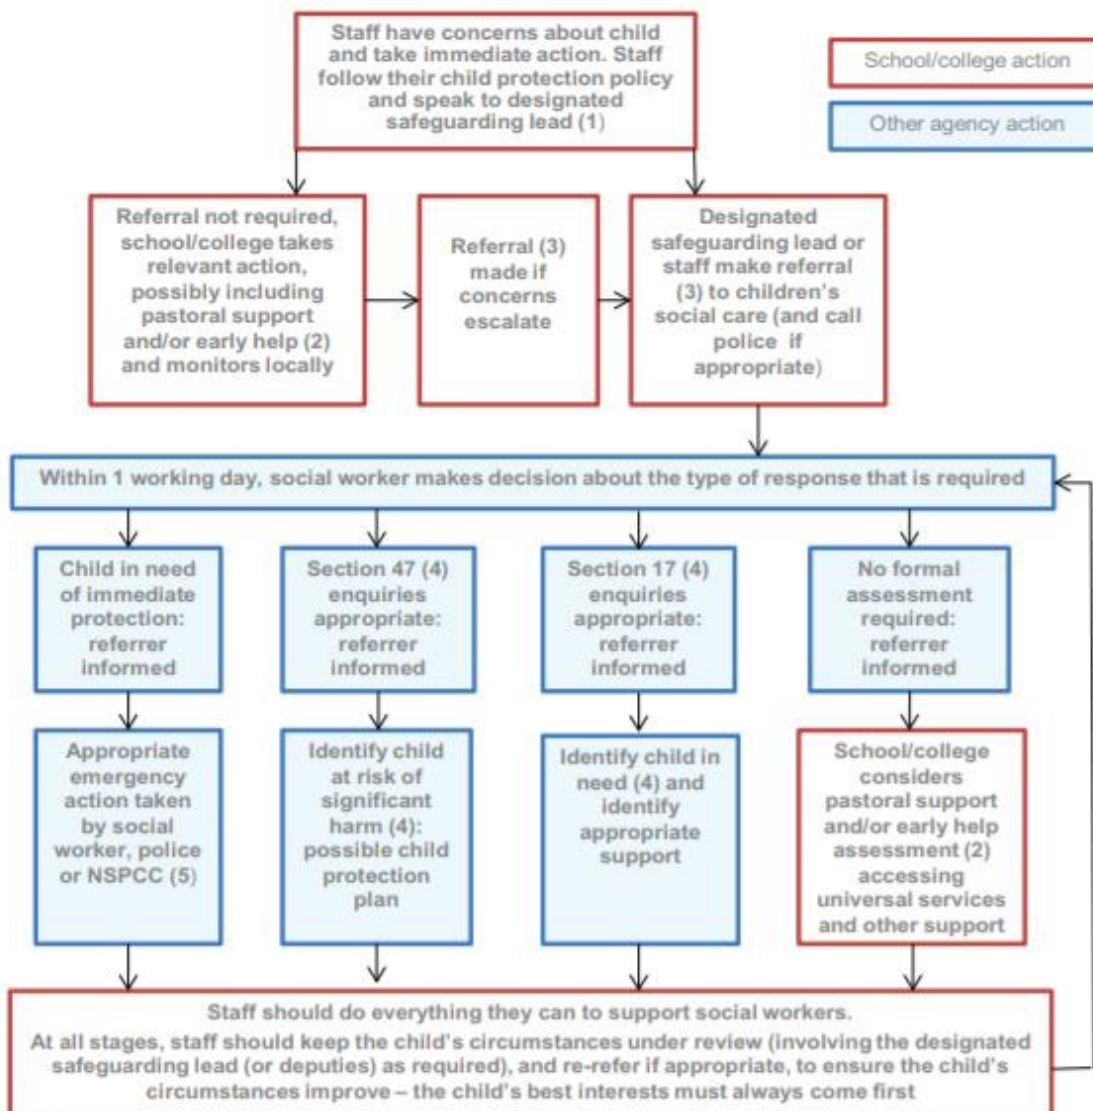 Staff have concerns about child
and take immediate action. Staff
follow their child protection policy
and speak to designated
safeguarding lead (1)
School/college action
Other agency action
Referral not required,
school/college takes
relevant action,
possibly including
pastoral support
and/or early help (2)
and monitors locally
Referral (3)
made if
concerns
escalate
Designated
safeguarding lead or
staff make referral
(3) to children's
social care (and call
police if
appropriate)
Within 1 working day, social worker makes decision about the type of response that is required
Child in need
of immediate
protection:
referrer
informed
Section 47 (4)
enquiries
appropriate:
referrer
informed
Section 17 (4)
enquiries
appropriate:
referrer
informed
No formal
assessment
required:
referrer
informed
Appropriate
emergency
action taken
by social
worker, police
or NSPCC (5)
Identify child
at risk of
significant
harm (4):
possible child
protection
plan
Identify child in
need (4) and
identify
appropriate
support
School/college
considers
pastoral support
and/or early help
assessment (2)
accessing
universal services
and other support
Staff should do everything they can to support social workers.
At all stages, staff should keep the child's circumstances under review (involving the designated
safeguarding lead (or deputies) as required), and re-refer if appropriate, to ensure the child's
circumstances improve – the child's best interests must always come first